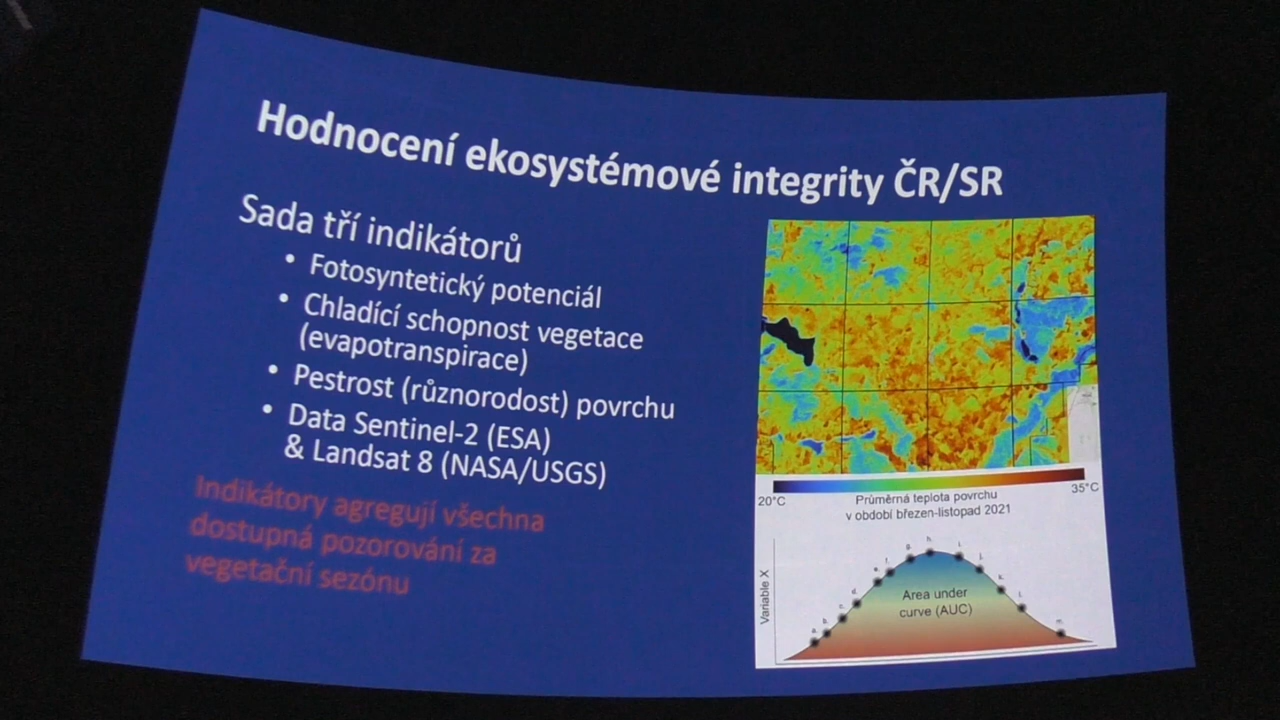 Hodnocení ekosystémové integrity ČR/SR
Sada tří indikátorů
• Fotosyntetický potenciál
• Chladící schopnost vegetace
(evapotranspirace)
• Pestrost (různorodost) povrchu
• Data Sentinel-2 (ESA)
& Landsat 8 (NASA/USGS)
Indikátory agregují všechna
dostupná pozorování za
vegetační sezónu
20°C
35°C
Průměrná teplota povrchu
v období březen-listopad 2021
Variable X
a. b. c. d. e. f. g. h. i. j. k. l. m.
Area under
curve (AUC)